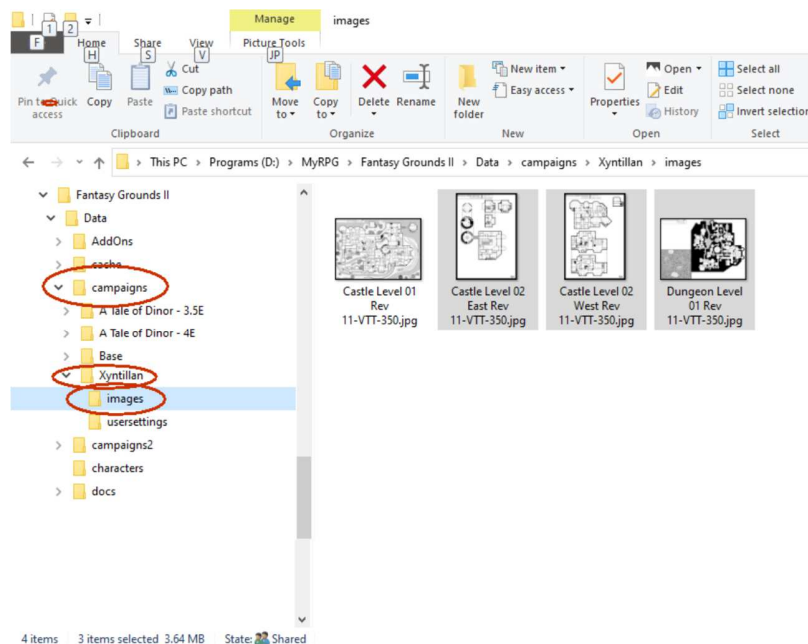 1 2 Manage images
F Home Share View Picture Tools
H S V JP
Pin to Quick access
Copy
Paste
Cut
Copy path
Paste shortcut
Move to
Copy to
Delete
Rename
New folder
New item
Easy access
Properties
Open
Edit
History
Select all
Select none
Invert selection
Clipboard Organize New Open Select
This PC > Programs (D:) > MyRPG > Fantasy Grounds II > Data > campaigns > Xyntillan > images
Fantasy Grounds II
Data
AddOns
cache
campaigns
A Tale of Dinor - 3.5E
A Tale of Dinor - 4E
Base
Xyntillan
images
usersettings
campaigns2
characters
docs
Castle Level 01
Rev
11-VTT-350.jpg
Castle Level 02
East Rev
11-VTT-350.jpg
Castle Level 02
West Rev
11-VTT-350.jpg
Dungeon Level
01 Rev
11-VTT-350.jpg
4 items 3 items selected 3.64 MB State: Shared